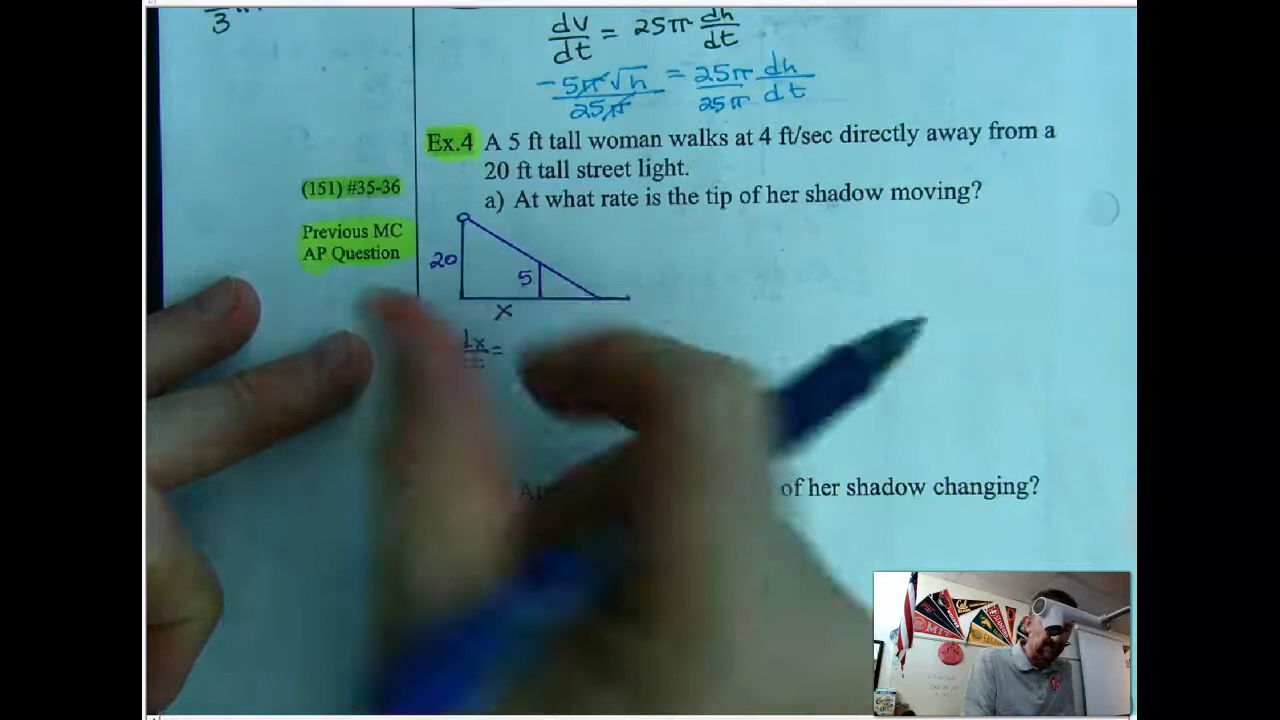 3
dV/dt = 25π dh/dt
-5π√h/25π = 25π/25π dh/dt
Ex.4 A 5 ft tall woman walks at 4 ft/sec directly away from a
20 ft tall street light.
(151) #35-36
a) At what rate is the tip of her shadow moving?
Previous MC
AP Question
20
5
x
=
of her shadow changing?
MIT
Cal